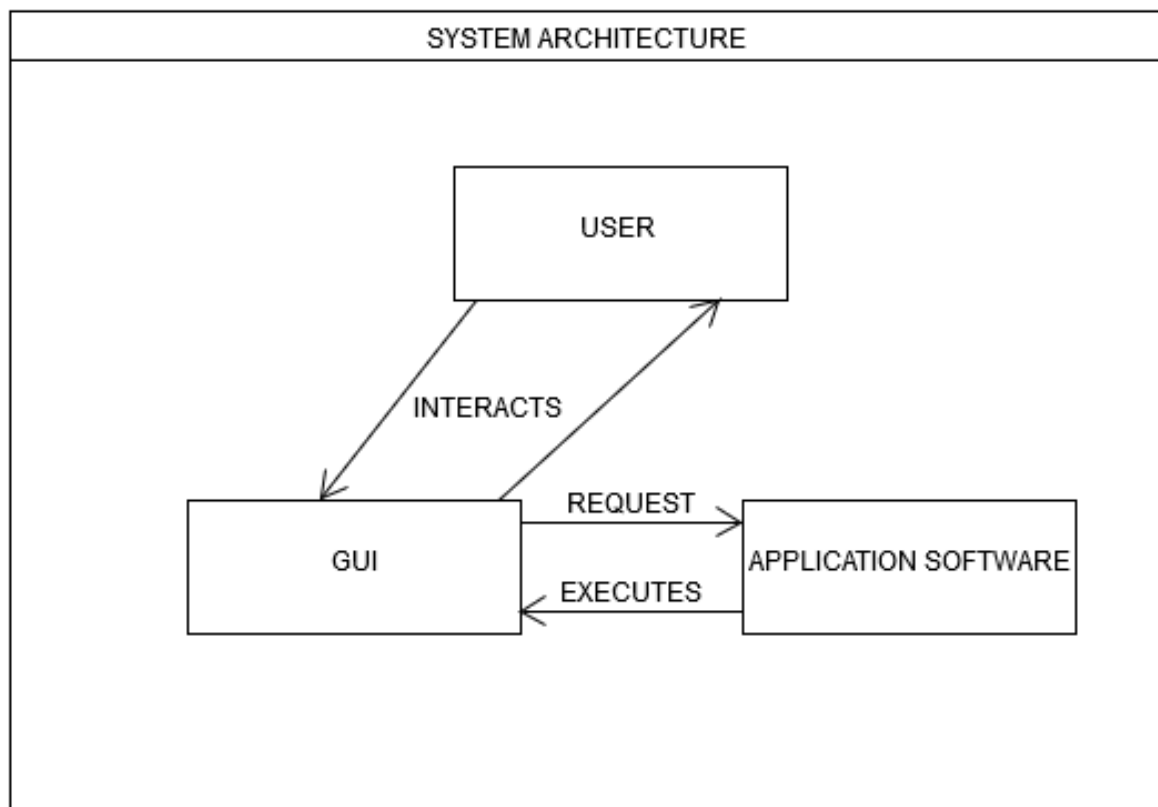 SYSTEM ARCHITECTURE
USER
INTERACTS
REQUEST
GUI
APPLICATION SOFTWARE
EXECUTES